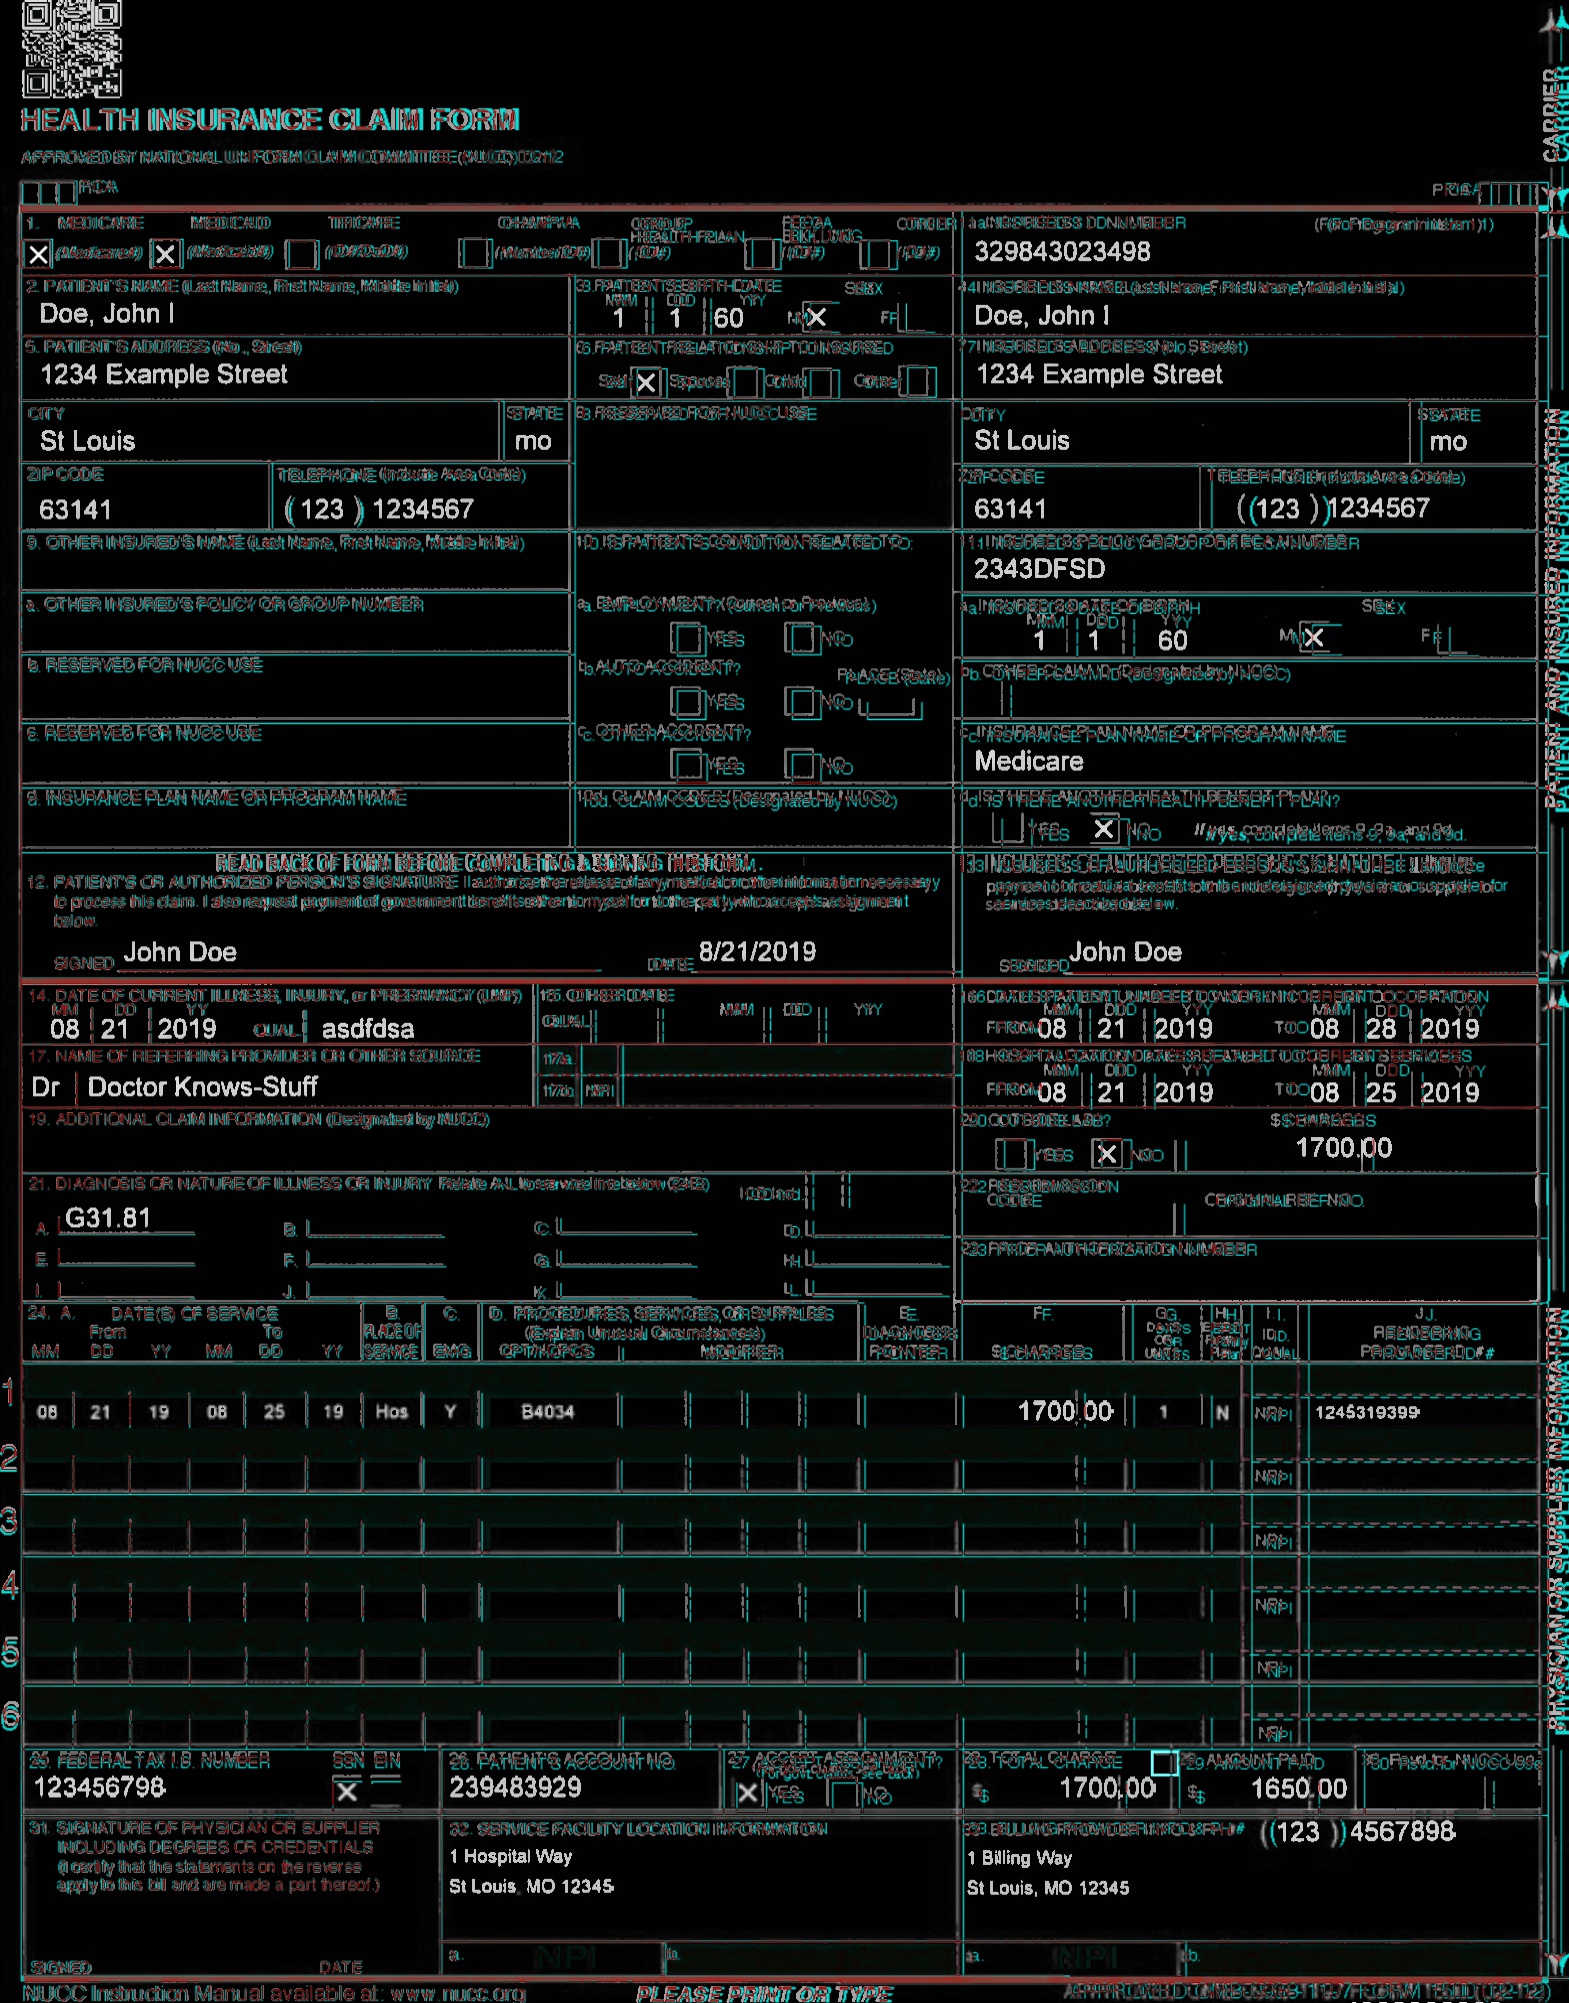 HEALTH INSURANCE CLAIM FORM
APPROVED BY NATIONAL UNIFORM CLAIM COMMITTEE (NUCC) 02/12
PICA PICA
CARRIER
1. MEDICARE MEDICAID TRICARE CHAMPVA GROUP HEALTH PLAN FECA BLK LUNG OTHER
X (Medicare#) X (Medicaid#) (ID#/DoD#) (Member ID#) (ID#) (ID#) (ID#)
1a. INSURED'S I.D. NUMBER (For Program in Item 1)
329843023498
2. PATIENT'S NAME (Last Name, First Name, Middle Initial)
Doe, John I
3. PATIENT'S BIRTH DATE SEX
MM DD YY
1 1 60 M X F
4. INSURED'S NAME (Last Name, First Name, Middle Initial)
Doe, John I
5. PATIENT'S ADDRESS (No., Street)
1234 Example Street
6. PATIENT RELATIONSHIP TO INSURED
Self X Spouse Child Other
7. INSURED'S ADDRESS (No., Street)
1234 Example Street
CITY STATE
St Louis mo
8. RESERVED FOR NUCC USE
CITY STATE
St Louis mo
ZIP CODE TELEPHONE (Include Area Code)
63141 (123) 1234567
ZIP CODE TELEPHONE (Include Area Code)
63141 (123) 1234567
9. OTHER INSURED'S NAME (Last Name, First Name, Middle Initial)
10. IS PATIENT'S CONDITION RELATED TO:
11. INSURED'S POLICY GROUP OR FECA NUMBER
2343DFSD
a. OTHER INSURED'S POLICY OR GROUP NUMBER
a. EMPLOYMENT? (Current or Previous)
YES NO
a. INSURED'S DATE OF BIRTH SEX
MM DD YY
1 1 60 M X F
b. RESERVED FOR NUCC USE
b. AUTO ACCIDENT? PLACE (State)
YES NO
b. OTHER CLAIM ID (Designated by NUCC)
c. RESERVED FOR NUCC USE
c. OTHER ACCIDENT?
YES NO
c. INSURANCE PLAN NAME OR PROGRAM NAME
Medicare
d. INSURANCE PLAN NAME OR PROGRAM NAME
10d. CLAIM CODES (Designated by NUCC)
d. IS THERE ANOTHER HEALTH BENEFIT PLAN?
YES X NO If yes, complete items 9, 9a, and 9d.
PATIENT AND INSURED INFORMATION
READ BACK OF FORM BEFORE COMPLETING & SIGNING THIS FORM.
12. PATIENT'S OR AUTHORIZED PERSON'S SIGNATURE I authorize the release of any medical or other information necessary
to process this claim. I also request payment of government benefits either to myself or to the party who accepts assignment
below.
SIGNED John Doe DATE 8/21/2019
13. INSURED'S OR AUTHORIZED PERSON'S SIGNATURE I authorize
payment of medical benefits to the undersigned physician or supplier for
services described below.
SIGNED John Doe
14. DATE OF CURRENT ILLNESS, INJURY, or PREGNANCY (LMP)
MM DD YY
08 21 2019 QUAL asdfdsa
15. OTHER DATE
QUAL MM DD YY
16. DATES PATIENT UNABLE TO WORK IN CURRENT OCCUPATION
MM DD YY MM DD YY
FROM 08 21 2019 TO 08 28 2019
17. NAME OF REFERRING PROVIDER OR OTHER SOURCE
Dr Doctor Knows-Stuff
17a.
17b. NPI
18. HOSPITALIZATION DATES RELATED TO CURRENT SERVICES
MM DD YY MM DD YY
FROM 08 21 2019 TO 08 25 2019
19. ADDITIONAL CLAIM INFORMATION (Designated by NUCC)
20. OUTSIDE LAB? $ CHARGES
YES X NO 1700.00
21. DIAGNOSIS OR NATURE OF ILLNESS OR INJURY Relate A-L to service line below (24E) ICD Ind.
A. G31.81 B. C. D.
E. F. G. H.
I. J. K. L.
22. RESUBMISSION
CODE ORIGINAL REF. NO.
23. PRIOR AUTHORIZATION NUMBER
24. A. DATE(S) OF SERVICE B. C. D. PROCEDURES, SERVICES, OR SUPPLIES E. F. G. H. I. J.
From To PLACE OF (Explain Unusual Circumstances) DIAGNOSIS DAYS OR EPSDT Family ID. RENDERING
MM DD YY MM DD YY SERVICE EMG CPT/HCPCS MODIFIER POINTER $ CHARGES UNITS Plan QUAL. PROVIDER ID. #
1
08 21 19 08 25 19 Hos Y B4034 1700.00 1 N NPI 1245319399
2 NPI
3 NPI
4 NPI
5 NPI
6 NPI
PHYSICIAN OR SUPPLIER INFORMATION
25. FEDERAL TAX I.D. NUMBER SSN EIN
123456798 X
26. PATIENT'S ACCOUNT NO.
239483929
27. ACCEPT ASSIGNMENT?
(For govt. claims, see back)
X YES NO
28. TOTAL CHARGE
$ 1700.00
29. AMOUNT PAID
$ 1650.00
30. Rsvd for NUCC Use
31. SIGNATURE OF PHYSICIAN OR SUPPLIER
INCLUDING DEGREES OR CREDENTIALS
(I certify that the statements on the reverse
apply to this bill and are made a part thereof.)
SIGNED DATE
32. SERVICE FACILITY LOCATION INFORMATION
1 Hospital Way
St Louis, MO 12345
a. NPI b.
33. BILLING PROVIDER INFO & PH # (123) 4567898
1 Billing Way
St Louis, MO 12345
a. NPI b.
NUCC Instruction Manual available at: www.nucc.org
PLEASE PRINT OR TYPE
APPROVED OMB-0938-1197 FORM 1500 (02-12)